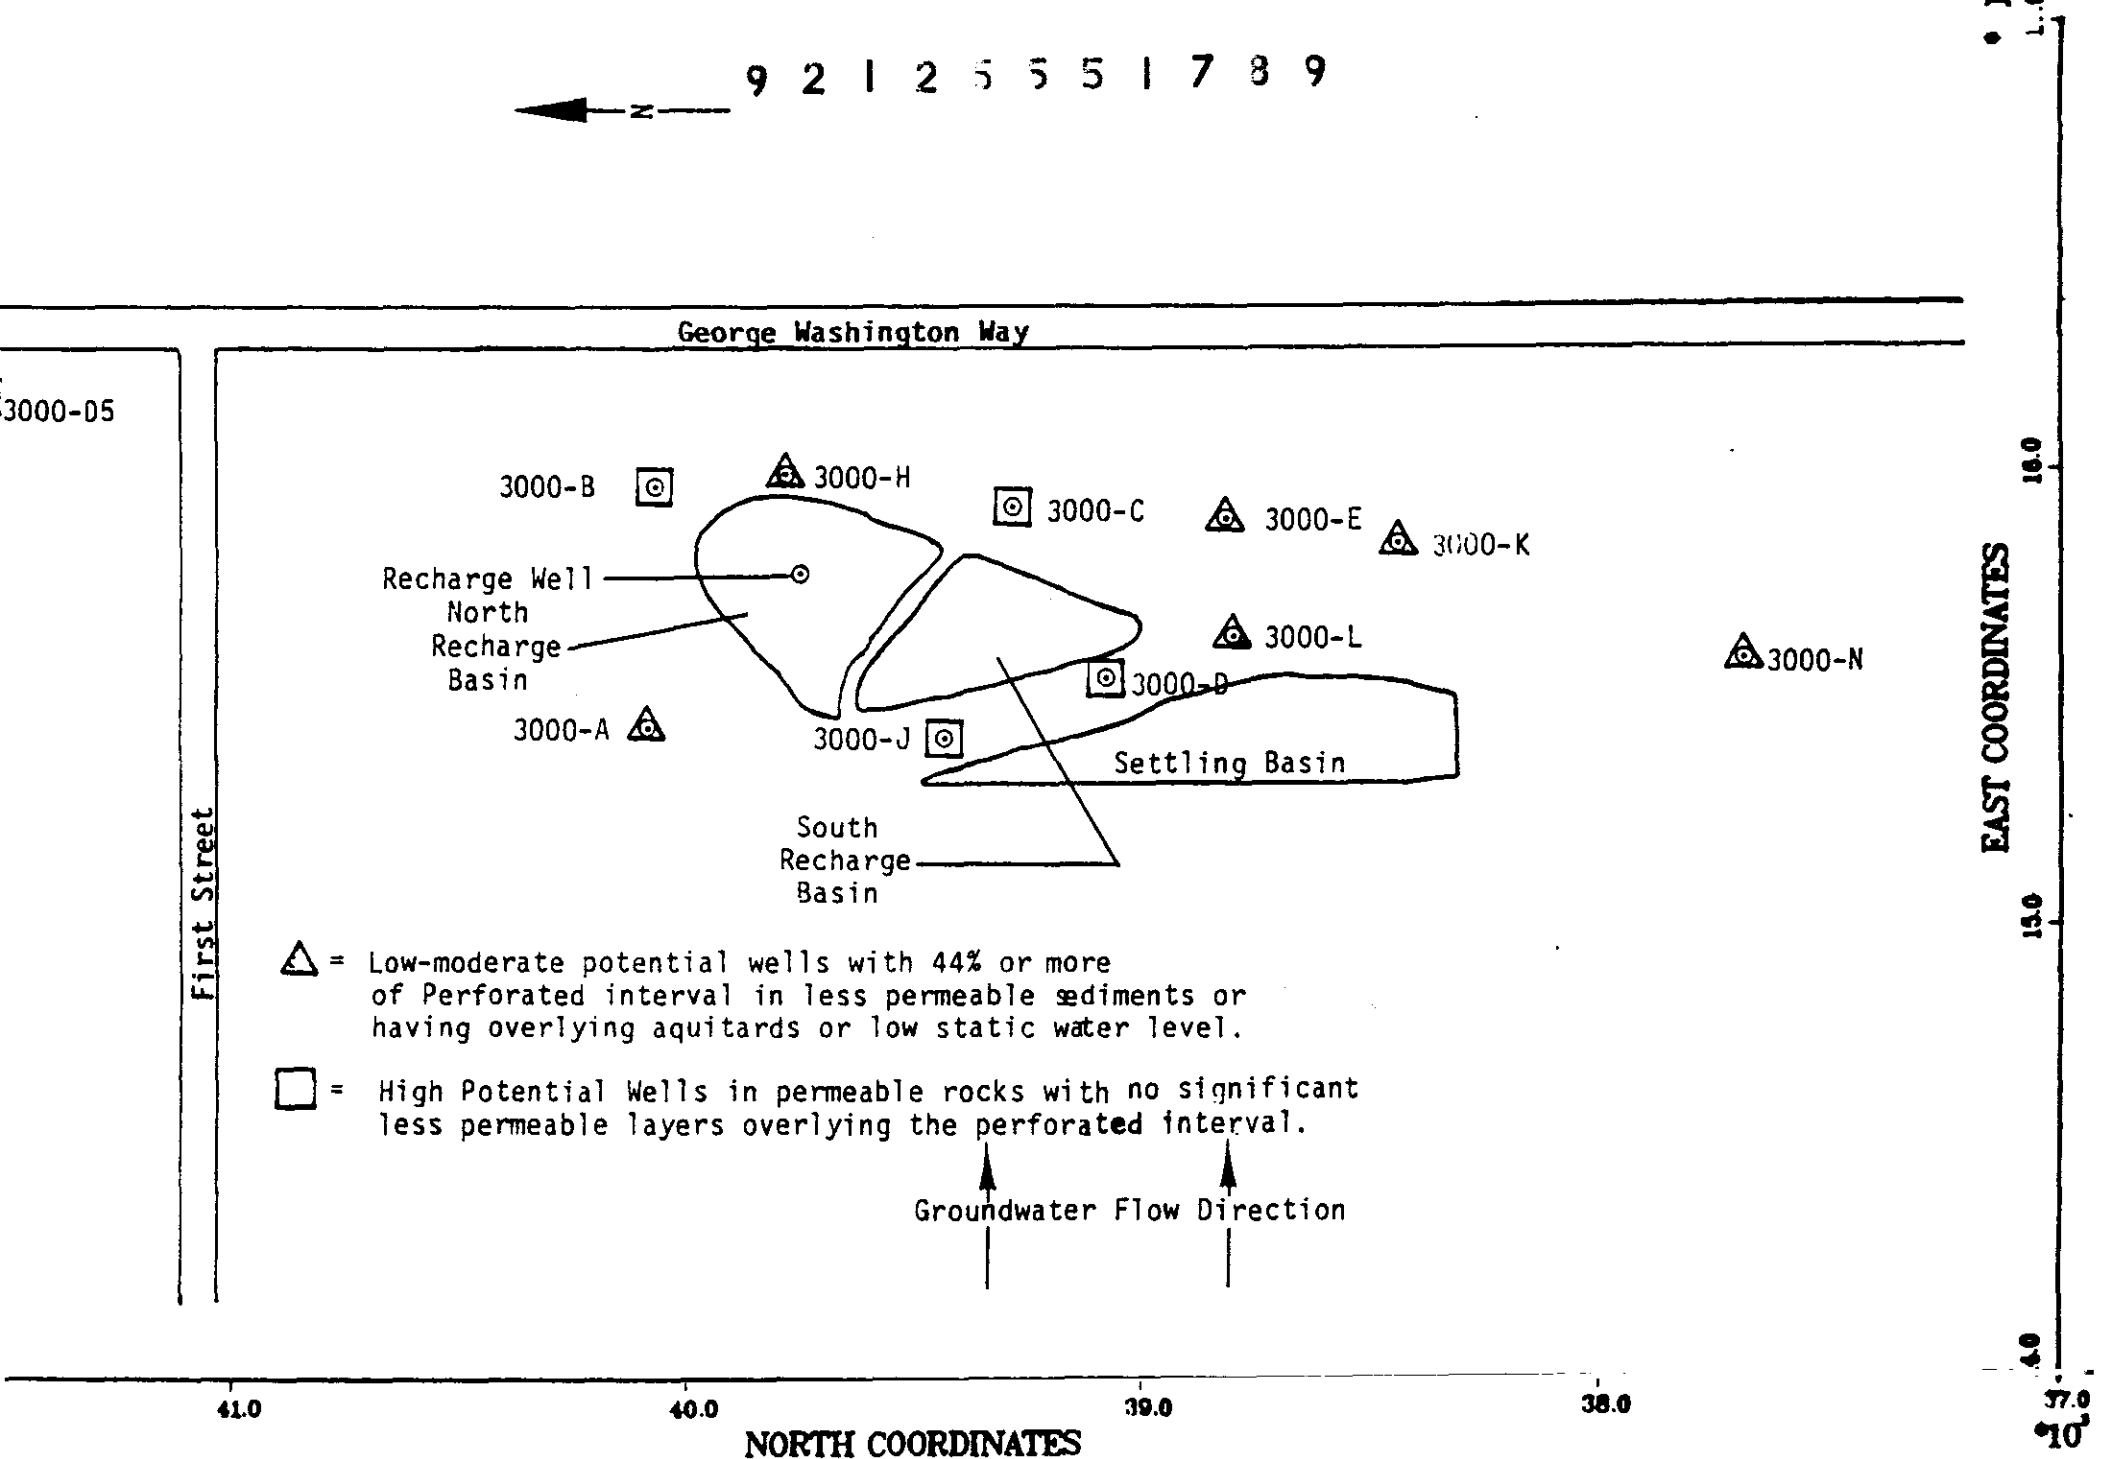 9 2 1 2 5 5 5 1 7 8 9
N
George Washington Way
3000-05
3000-B
3000-H
3000-C
3000-E
3000-K
Recharge Well
North
Recharge
Basin
3000-L
3000-N
3000-D
3000-A
3000-J
Settling Basin
South
Recharge
Basin
First Street
= Low-moderate potential wells with 44% or more
of Perforated interval in less permeable sediments or
having overlying aquitards or low static water level.
= High Potential Wells in permeable rocks with no significant
less permeable layers overlying the perforated interval.
Groundwater Flow Direction
16.0
EAST COORDINATES
15.0
41.0 40.0 39.0 38.0 37.0
NORTH COORDINATES
*10³